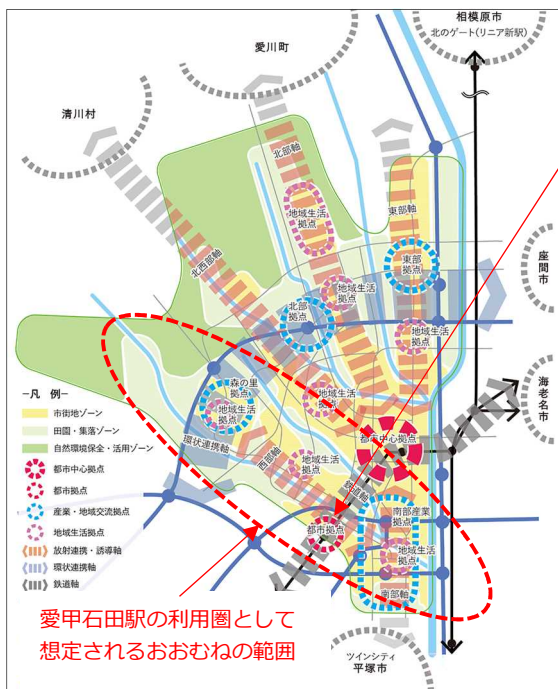 相模原市
北のゲート(リニア新駅)
愛川町
清川村
北部軸
地域生活
拠点
東部軸
北西部軸
東部
拠点
座間市
地域生活
拠点
北部
拠点
地域生活
拠点
海老名市
森の里
拠点
地域生活
拠点
地域生活
拠点
都市中心拠点
環状連携軸
西部軸
地域生活
拠点
鉄道軸
南部産業
拠点
都市拠点
地域生活
拠点
南部軸
ー凡 例ー
市街地ゾーン
田園・集落ゾーン
自然環境保全・活用ゾーン
都市中心拠点
都市拠点
産業・地域交流拠点
地域生活拠点
放射連携・誘導軸
環状連携軸
鉄道軸
愛甲石田駅の利用圏として
想定されるおおむねの範囲
ツインシティ
平塚市